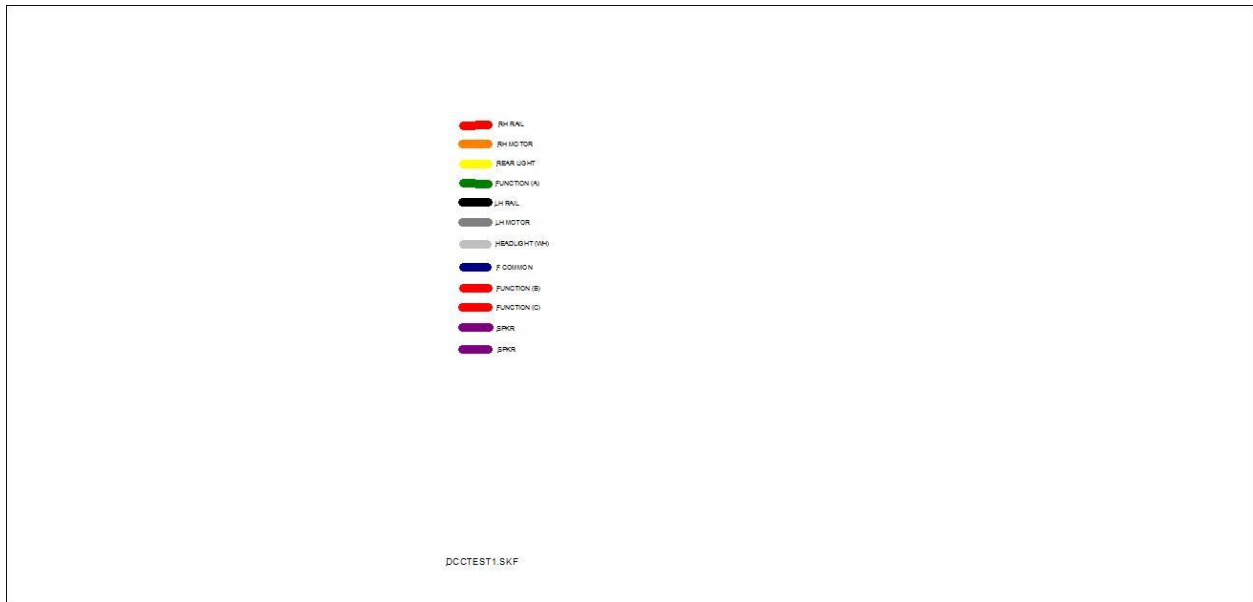 RH RAIL
RH MOTOR
REAR LIGHT
FUNCTION (A)
LH RAIL
LH MOTOR
HEADLIGHT (WH)
F COMMON
FUNCTION (B)
FUNCTION (C)
SPKR
SPKR
DCCTEST1.SKF